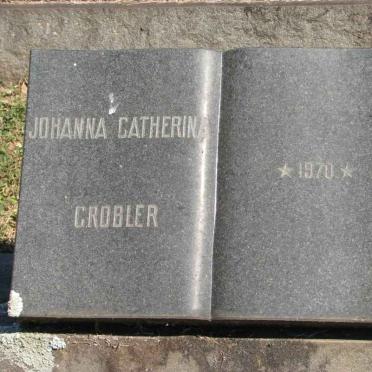 JOHANNA CATHERINA
GROBLER
★ 1970 ★